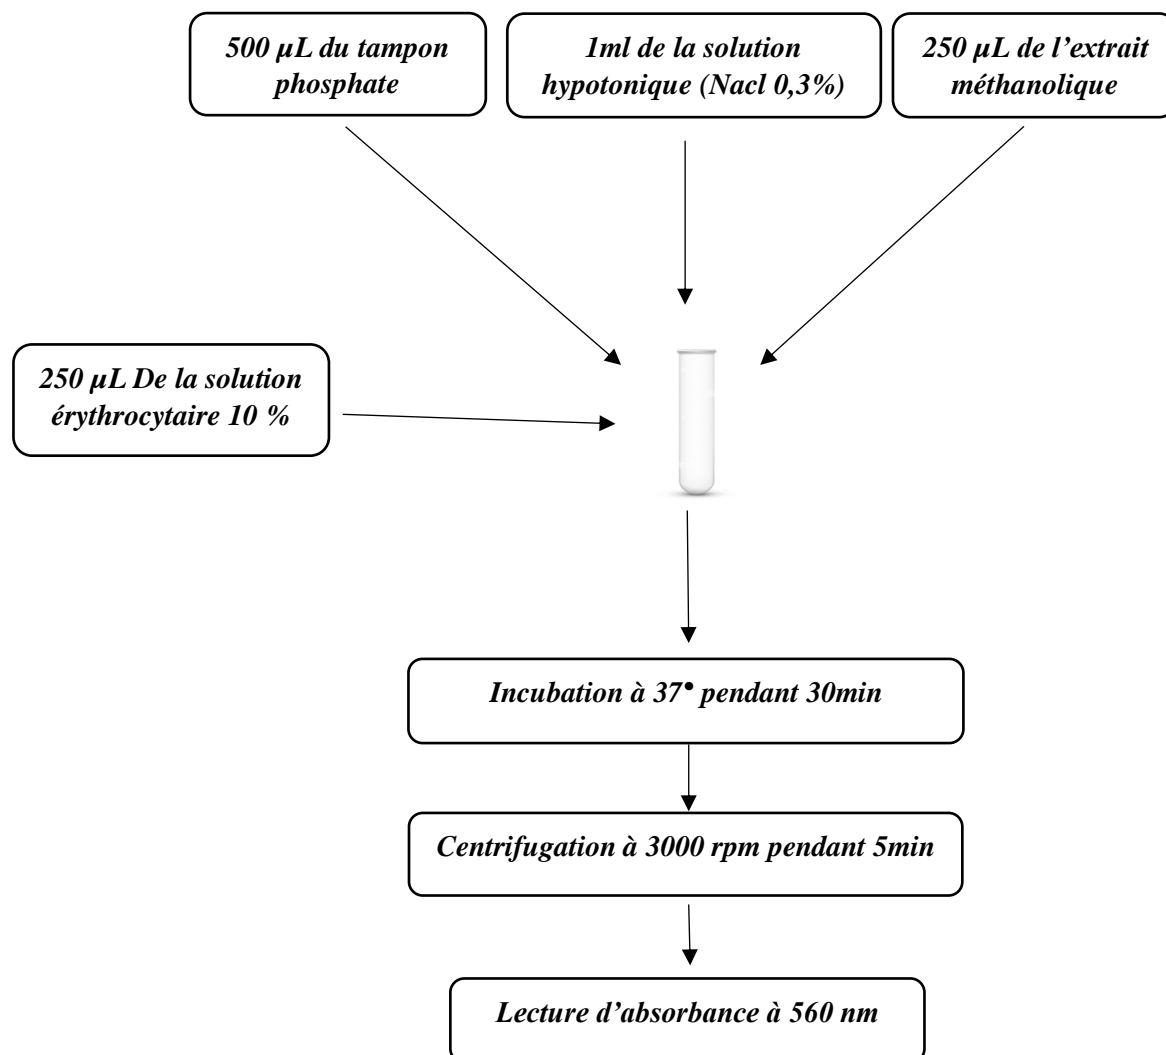 500 µL du tampon
phosphate
1ml de la solution
hypotonique (Nacl 0,3%)
250 µL de l’extrait
méthanolique
250 µL De la solution
érythrocytaire 10 %
Incubation à 37• pendant 30min
Centrifugation à 3000 rpm pendant 5min
Lecture d’absorbance à 560 nm